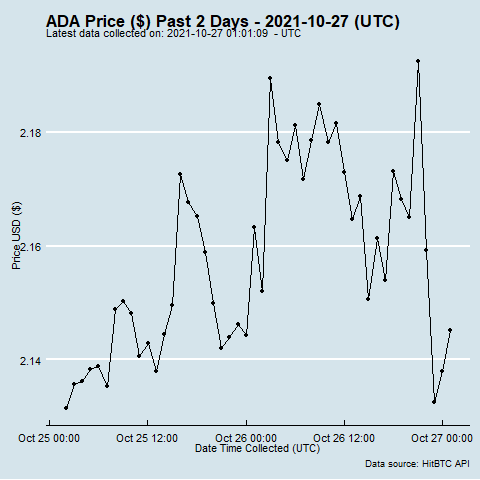 ADA Price ($) Past 2 Days - 2021-10-27 (UTC)
Latest data collected on: 2021-10-27 01:01:09 - UTC
2.18
2.16
2.14
Price USD ($)
Oct 25 00:00 Oct 25 12:00 Oct 26 00:00 Oct 26 12:00 Oct 27 00:00
Date Time Collected (UTC)
Data source: HitBTC API